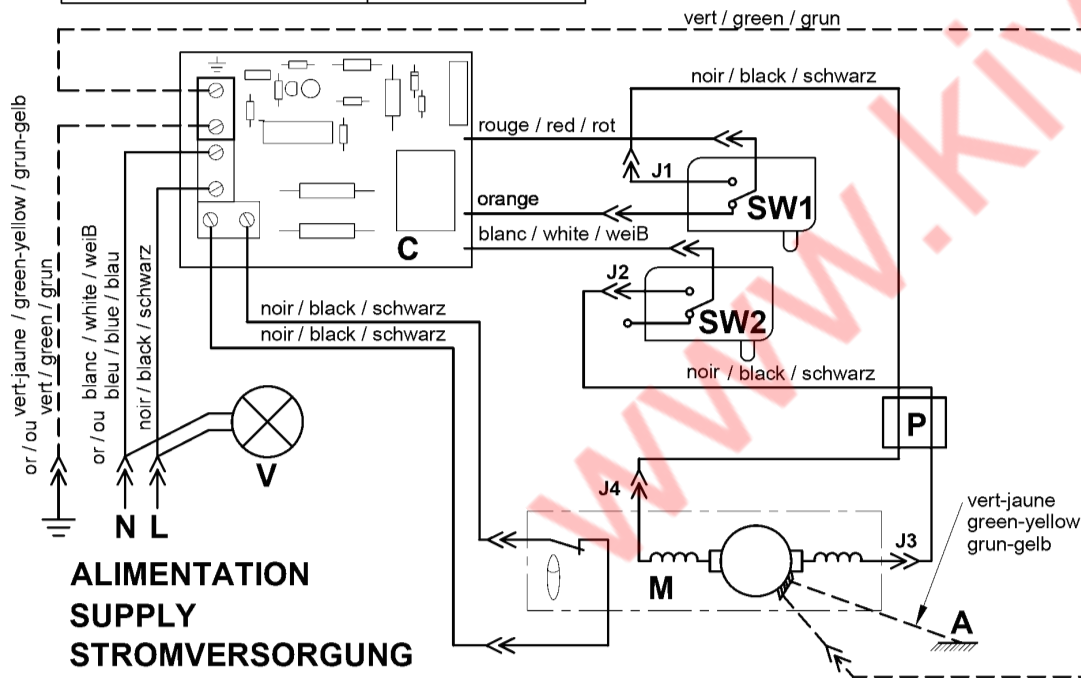 vert / green / grun
noir / black / schwarz
rouge / red / rot
J1
SW1
orange
C
blanc / white / weiB
J2
SW2
noir / black / schwarz
noir / black / schwarz
noir / black / schwarz
or / ou vert-jaune / green-yellow / grun-gelb
vert / green / grun
or / ou blanc / white / weiB
bleu / blue / blau
noir / black / schwarz
V
P
N L
J4
J3
M
vert-jaune
green-yellow
grun-gelb
A
ALIMENTATION
SUPPLY
STROMVERSORGUNG